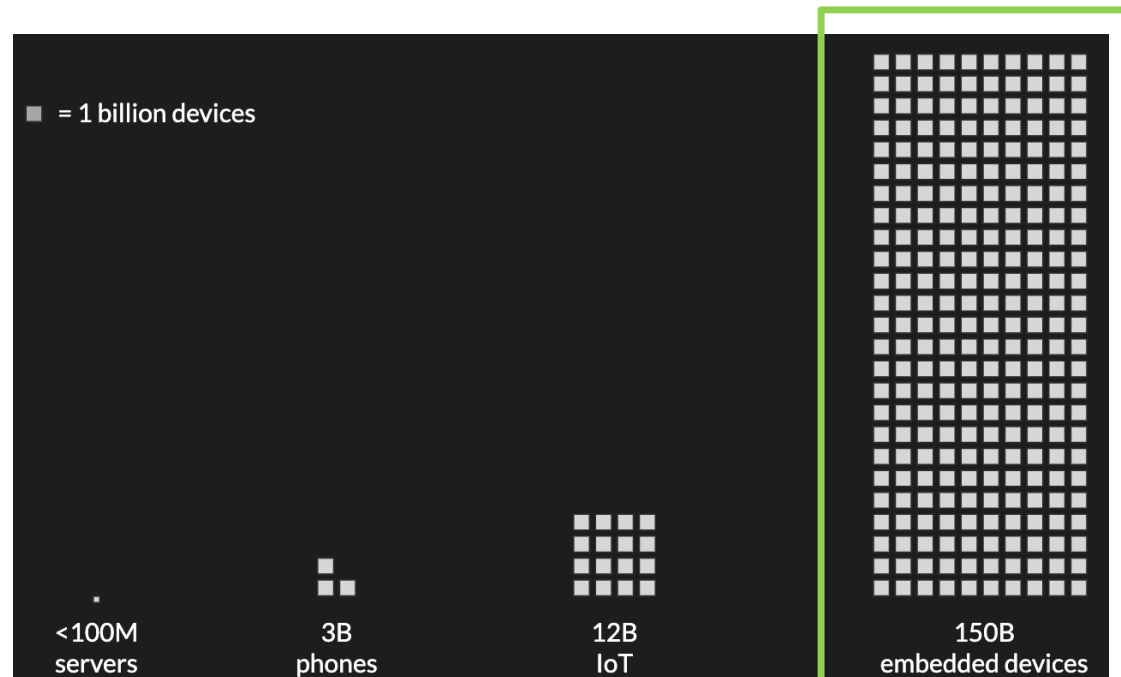 = 1 billion devices
<100M
servers
3B
phones
12B
IoT
150B
embedded devices